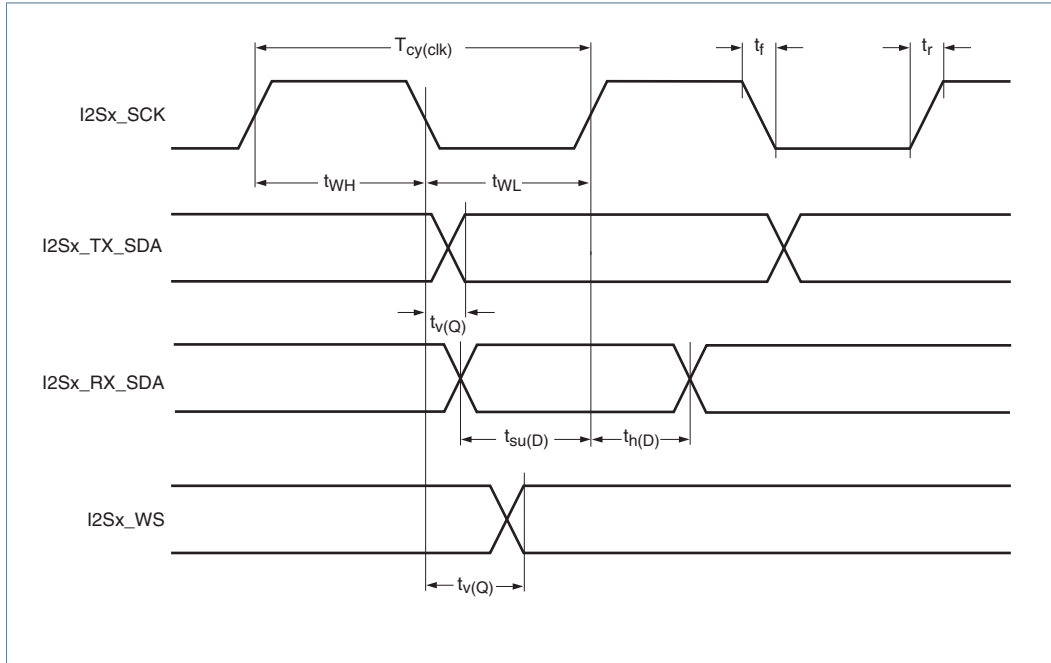 Tcy(clk)
tf
tr
I2Sx_SCK
tWH
tWL
I2Sx_TX_SDA
tv(Q)
I2Sx_RX_SDA
tsu(D)
th(D)
I2Sx_WS
tv(Q)